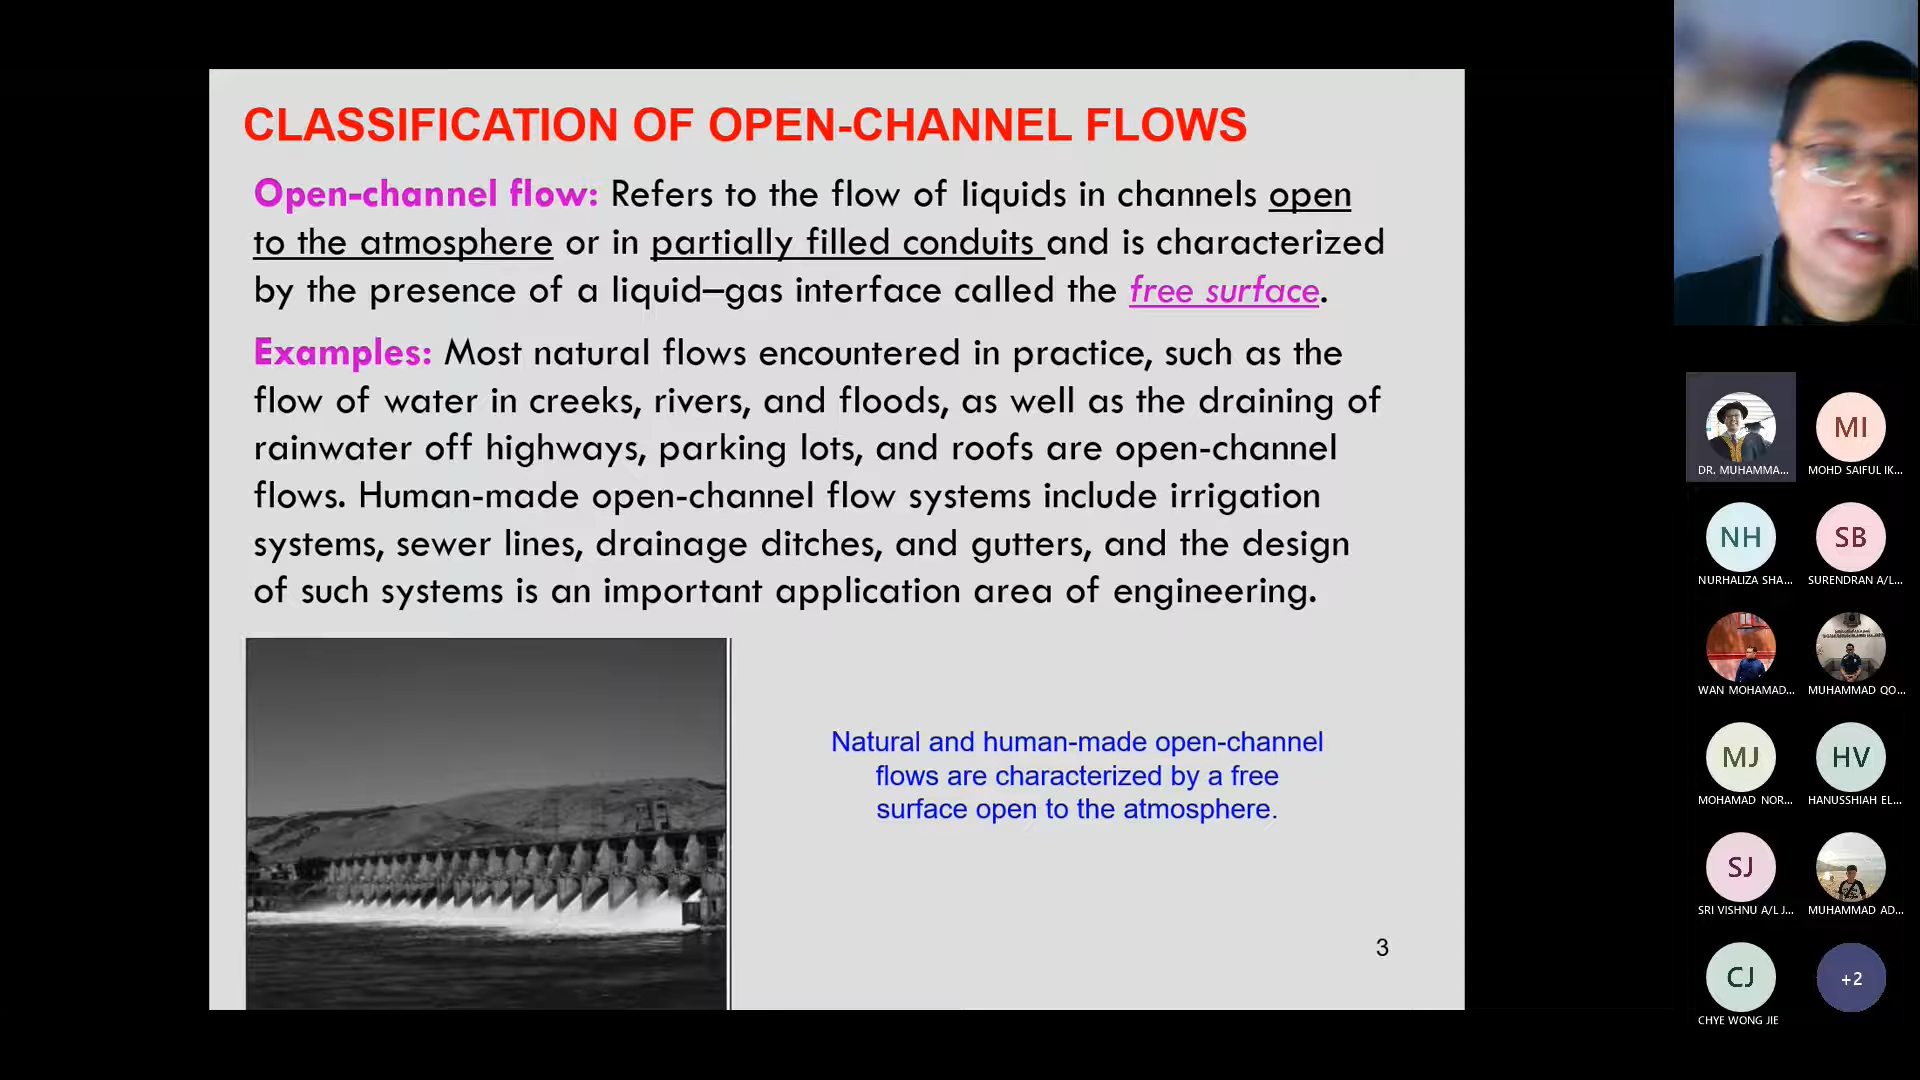 CLASSIFICATION OF OPEN-CHANNEL FLOWS
Open-channel flow: Refers to the flow of liquids in channels open
to the atmosphere or in partially filled conduits and is characterized
by the presence of a liquid–gas interface called the free surface.
Examples: Most natural flows encountered in practice, such as the
flow of water in creeks, rivers, and floods, as well as the draining of
rainwater off highways, parking lots, and roofs are open-channel
flows. Human-made open-channel flow systems include irrigation
systems, sewer lines, drainage ditches, and gutters, and the design
of such systems is an important application area of engineering.
Natural and human-made open-channel
flows are characterized by a free
surface open to the atmosphere.
3
DR. MUHAMMA...
MI
MOHD SAIFUL IK...
NH
NURHALIZA SHA...
SB
SURENDRAN A/L...
WAN MOHAMAD...
MUHAMMAD QO...
MJ
MOHAMAD NOR...
HV
HANUSSHIAH EL...
SJ
SRI VISHNU A/L J...
MUHAMMAD AD...
CJ
CHYE WONG JIE
+2